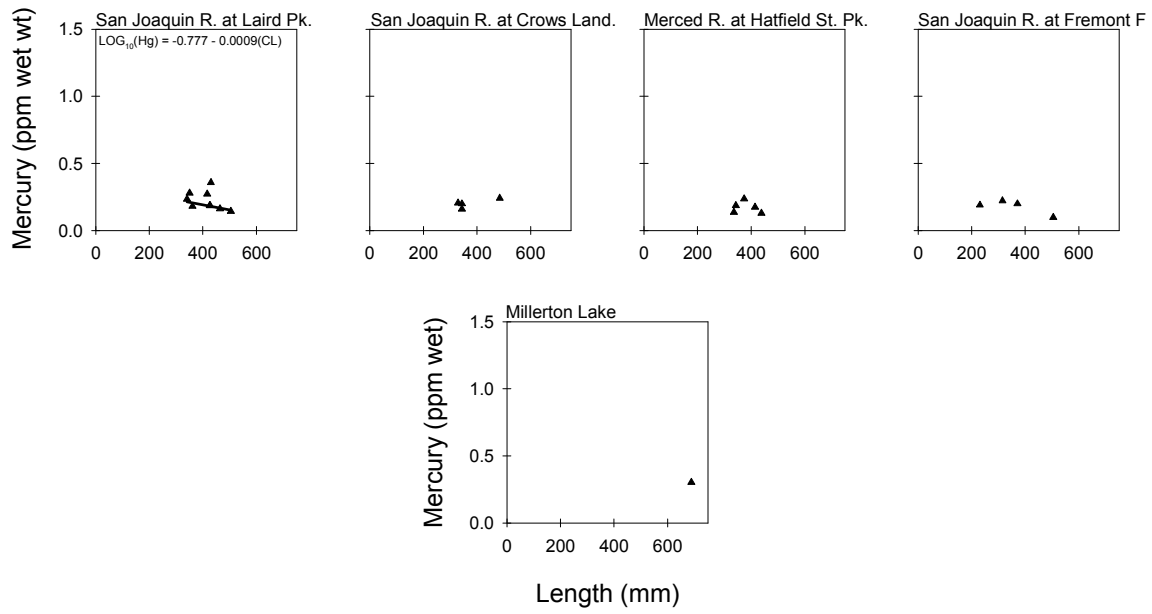 San Joaquin R. at Laird Pk.
San Joaquin R. at Crows Land.
Merced R. at Hatfield St. Pk.
San Joaquin R. at Fremont F
LOG10(Hg) = -0.777 - 0.0009(CL)
Mercury (ppm wet wt)
1.5
1.0
0.5
0.0
0 200 400 600
0 200 400 600
0 200 400 600
0 200 400 600
Millerton Lake
Mercury (ppm wet)
1.5
1.0
0.5
0.0
0 200 400 600
Length (mm)